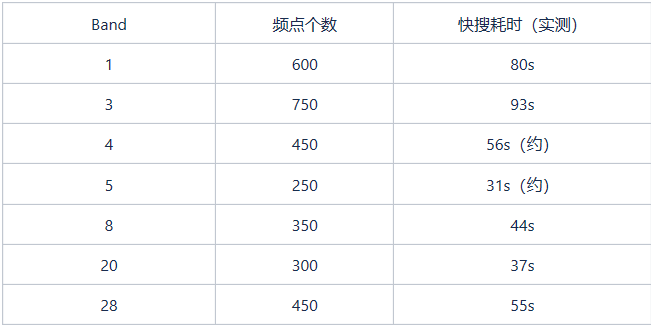 Band 频点个数 快搜耗时（实测）
1 600 80s
3 750 93s
4 450 56s（约）
5 250 31s（约）
8 350 44s
20 300 37s
28 450 55s